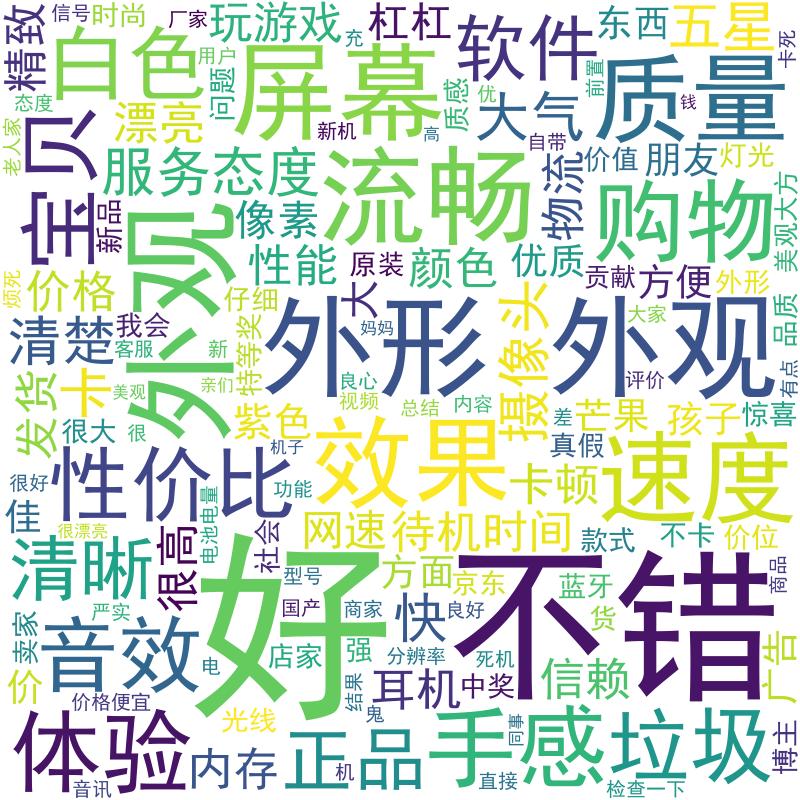 信号
时尚
厂家
玩游戏
充
杠杠
软件
东西
五星
卡死
精致
白色
用户
问题
屏幕
质感
优
大气
前置
质量
钱
态度
老人家
漂亮
新机
高
自带
宝贝
服务态度
流畅
物流
价值
朋友
灯光
新品
外观
像素
购物
美观大方
烦死
价格
性能
原装
颜色
优质
贡献
方便
外形
品质
仔细
大
清楚
我会
客服
新
特等奖
外形
妈妈
摄像头
外观
大家
发货
卡
美观
亲们
良心
视频
评价
有点
很大
很
紫色
总结
内容
差
芒果
孩子
惊喜
机子
效果
真假
速度
很好
性价比
佳
功能
卡顿
很漂亮
电池电量
网速
待机时间
款式
不卡
价位
清晰
很高
社会
好
型号
方面
京东
不错
蓝牙
商品
严实
国产
商家
快
良好
货
卖家
音效
店家
强
分辨率
死机
广告
价
电
结果
耳机
中奖
信赖
价格便宜
光线
鬼
体验
内存
正品
手感
同事
垃圾
博主
音讯
机
直接
检查一下